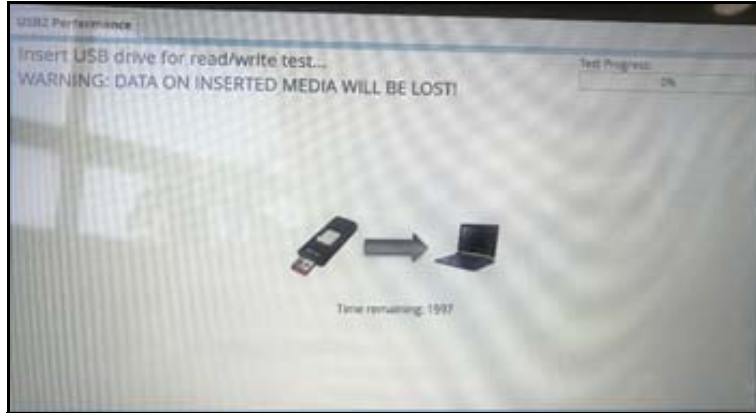 USB2 Performance
Insert USB drive for read/write test...
WARNING: DATA ON INSERTED MEDIA WILL BE LOST!
Test Progress:
0%
Time remaining: 1997